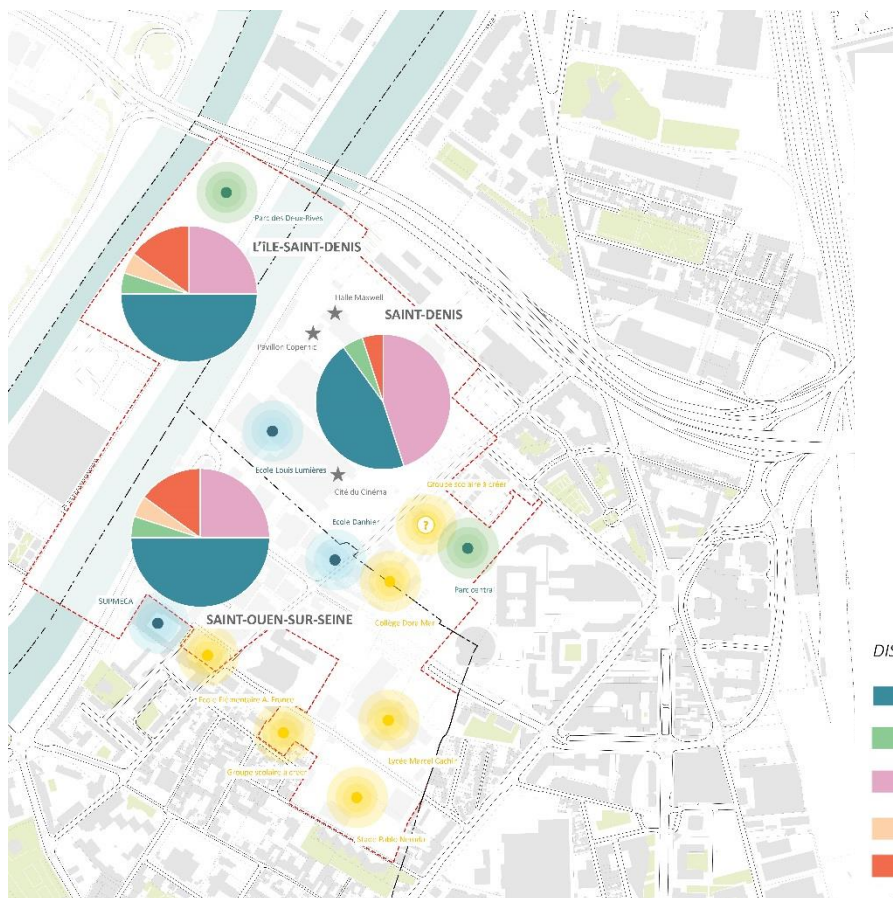 Parc des Deux-Rives
L'ÎLE-SAINT-DENIS
Halle Maxwell
SAINT-DENIS
Pavillon Copernic
Ecole Louis Lumières
Groupe scolaire à créer
Cité du Cinéma
Ecole Danhier
?
Parc central
SUPMECA
Collège Dora Maar
SAINT-OUEN-SUR-SEINE
Ecole Elémentaire A. France
Lycée Marcel Cachin
Groupe scolaire à créer
Stade Pablo Neruda
DIS